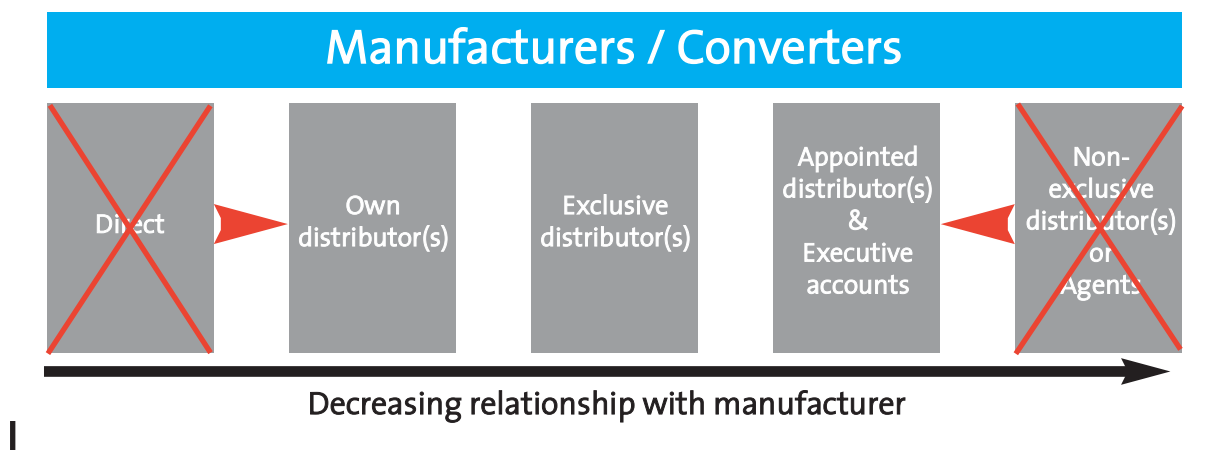 Manufacturers / Converters
Direct
Own
distributor(s)
Exclusive
distributor(s)
Appointed
distributor(s)
&
Executive
accounts
Non-
exclusive
distributor(s)
or
Agents
Decreasing relationship with manufacturer